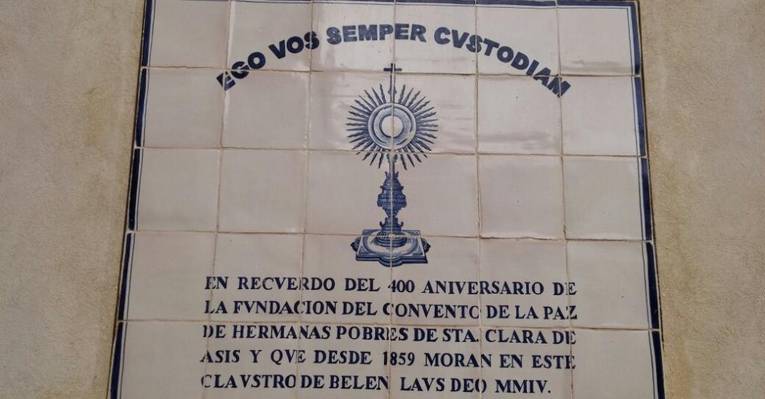 EGO VOS SEMPER CVSTODIAM
EN RECVERDO DEL 400 ANIVERSARIO DE
LA FVNDACION DEL CONVENTO DE LA PAZ
DE HERMANAS POBRES DE STA. CLARA DE
ASIS Y QVE DESDE 1859 MORAN EN ESTE
CLAVSTRO DE BELEN LAVS DEO MMIV.